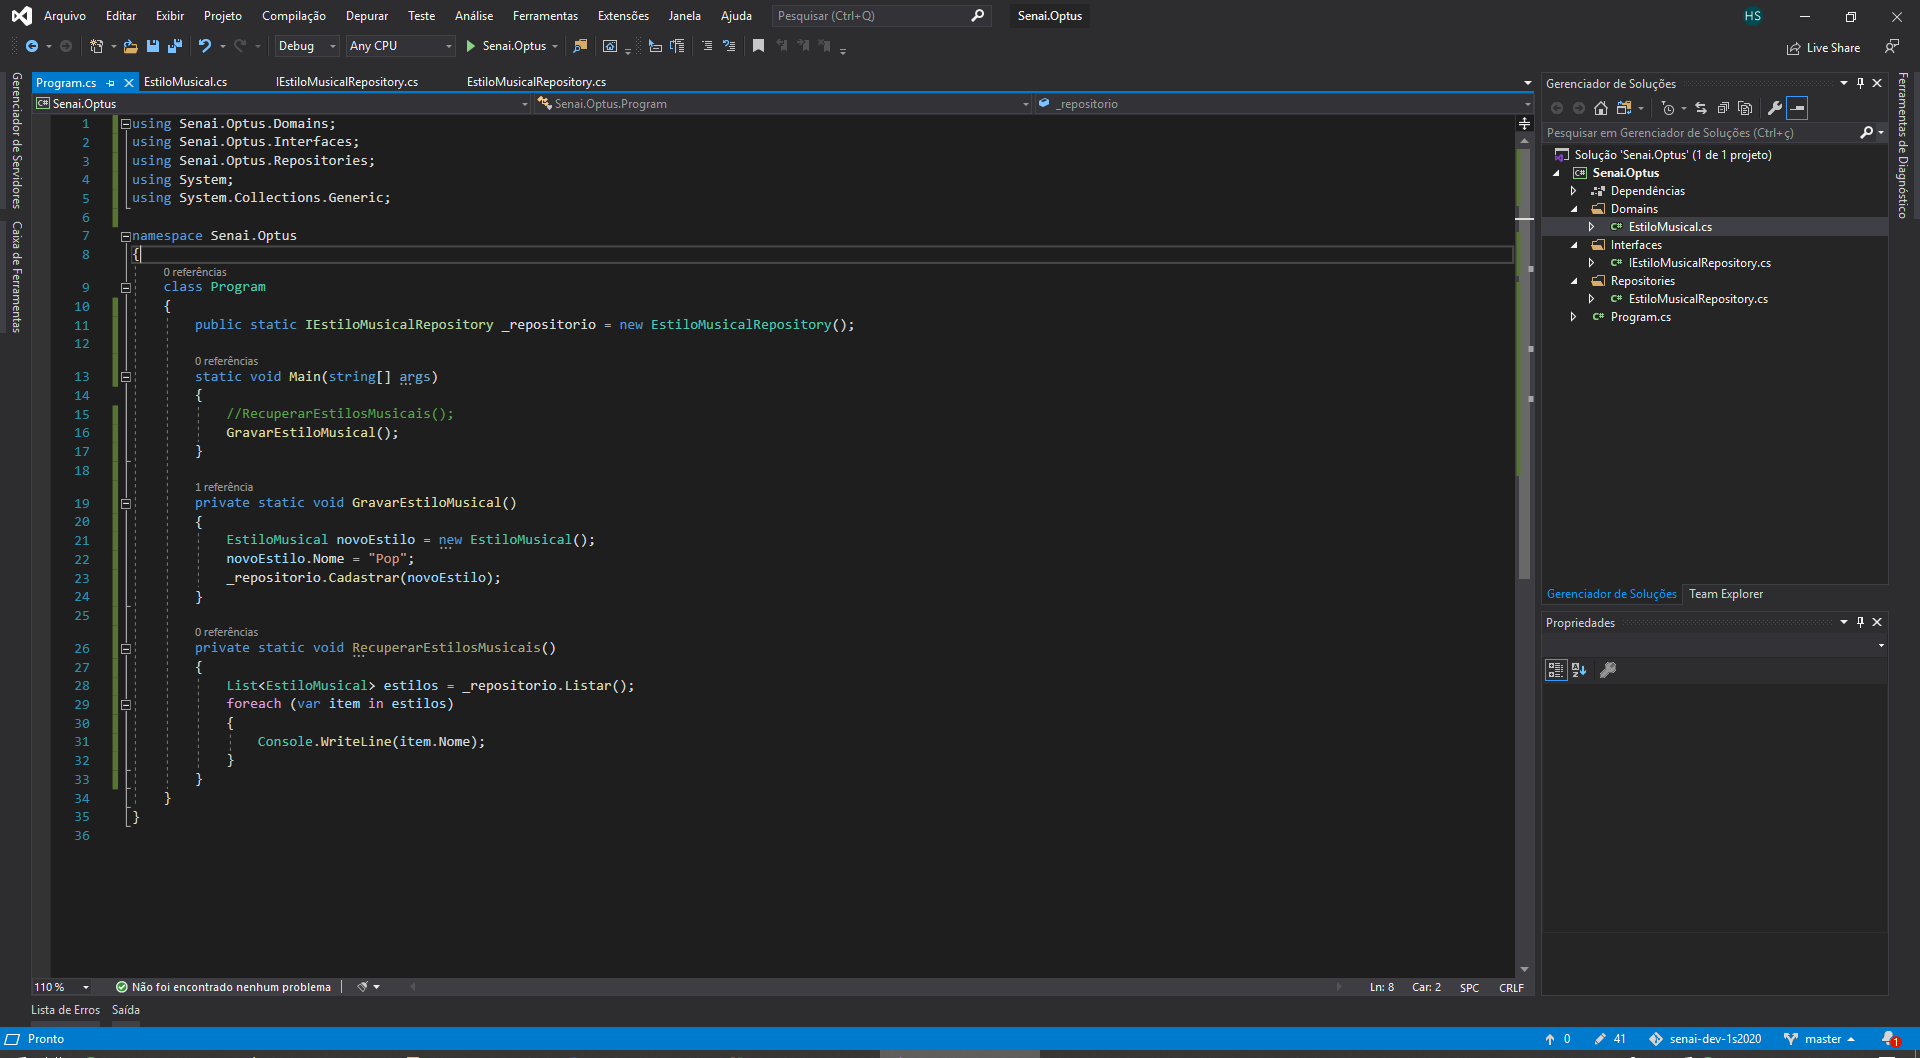 Arquivo Editar Exibir Projeto Compilação Depurar Teste Análise Ferramentas Extensões Janela Ajuda Pesquisar (Ctrl+Q) Senai.Optus HS
Debug Any CPU Senai.Optus Live Share
Gerenciador de Servidores
Caixa de Ferramentas
Program.cs EstiloMusical.cs IEstiloMusicalRepository.cs EstiloMusicalRepository.cs
C# Senai.Optus Senai.Optus.Program _repositorio
1 using Senai.Optus.Domains;
2 using Senai.Optus.Interfaces;
3 using Senai.Optus.Repositories;
4 using System;
5 using System.Collections.Generic;
6
7 namespace Senai.Optus
8 {
0 referências
9 class Program
10 {
11 public static IEstiloMusicalRepository _repositorio = new EstiloMusicalRepository();
12
0 referências
13 static void Main(string[] args)
14 {
15 //RecuperarEstilosMusicais();
16 GravarEstiloMusical();
17 }
18
1 referência
19 private static void GravarEstiloMusical()
20 {
21 EstiloMusical novoEstilo = new EstiloMusical();
22 novoEstilo.Nome = "Pop";
23 _repositorio.Cadastrar(novoEstilo);
24 }
25
0 referências
26 private static void RecuperarEstilosMusicais()
27 {
28 List<EstiloMusical> estilos = _repositorio.Listar();
29 foreach (var item in estilos)
30 {
31 Console.WriteLine(item.Nome);
32 }
33 }
34 }
35 }
36
110 % Não foi encontrado nenhum problema Ln: 8 Car: 2 SPC CRLF
Lista de Erros Saída
Gerenciador de Soluções
Pesquisar em Gerenciador de Soluções (Ctrl+ç)
Solução 'Senai.Optus' (1 de 1 projeto)
C# Senai.Optus
Dependências
Domains
C# EstiloMusical.cs
Interfaces
C# IEstiloMusicalRepository.cs
Repositories
C# EstiloMusicalRepository.cs
C# Program.cs
Gerenciador de Soluções Team Explorer
Propriedades
Ferramentas de Diagnóstico
Pronto 0 41 senai-dev-1s2020 master 1